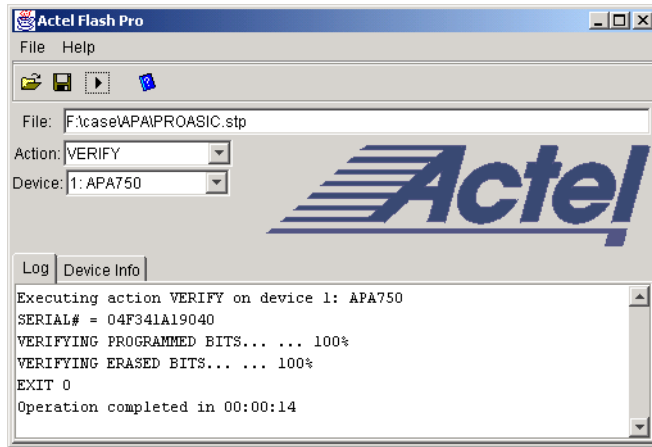 Actel Flash Pro
File Help
File: F:\case\APA\PROASIC.stp
Action: VERIFY
Device: 1: APA750
Actel
Log Device Info
Executing action VERIFY on device 1: APA750
SERIAL# = 04F341A19040
VERIFYING PROGRAMMED BITS... ... 100%
VERIFYING ERASED BITS... ... 100%
EXIT 0
Operation completed in 00:00:14